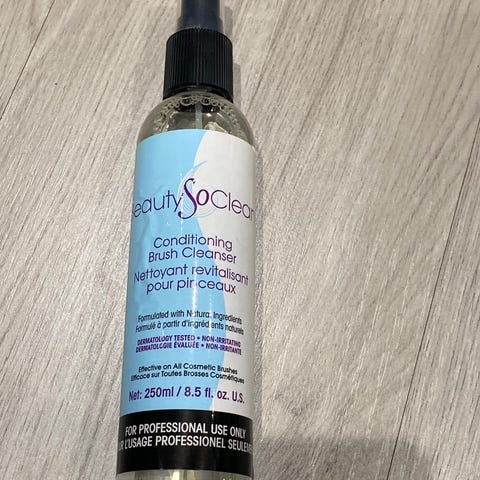 eautySoClean
Conditioning
Brush Cleanser
Nettoyant revitalisant
pour pinceaux
Formulated with Natural Ingredients
Formulé à partir d'ingrédients naturels
DERMATOLOGY TESTED • NON-IRRITATING
DERMATOLOGIE ÉVALUÉE • NON-IRRITANTE
Effective on All Cosmetic Brushes
Efficace sur Toutes Brosses Cosmétiques
Net: 250ml / 8.5 fl. oz. U.S.
FOR PROFESSIONAL USE ONLY
R L'USAGE PROFESSIONEL SEULEM